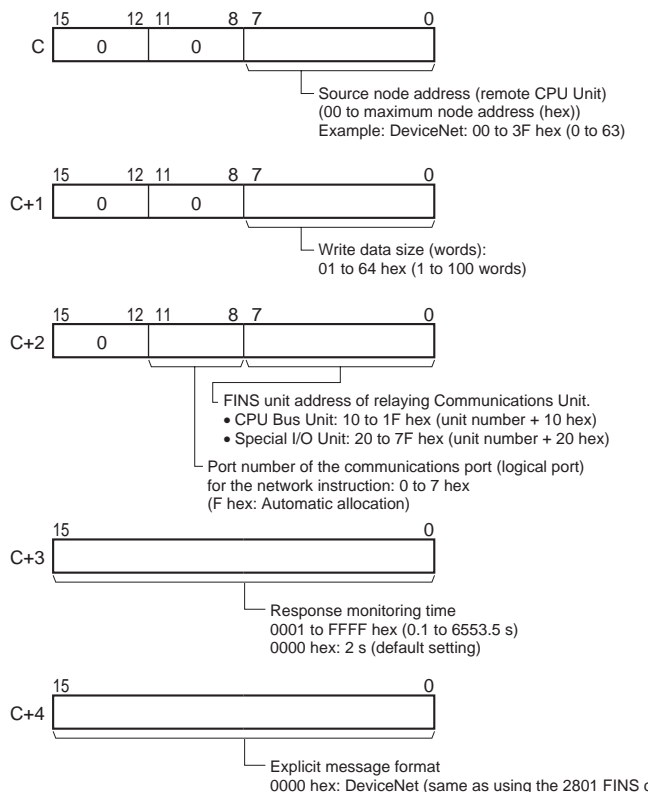 15 12 11 8 7 0
C 0 0
Source node address (remote CPU Unit)
(00 to maximum node address (hex))
Example: DeviceNet: 00 to 3F hex (0 to 63)
15 12 11 8 7 0
C+1 0 0
Write data size (words):
01 to 64 hex (1 to 100 words)
15 12 11 8 7 0
C+2 0
FINS unit address of relaying Communications Unit.
• CPU Bus Unit: 10 to 1F hex (unit number + 10 hex)
• Special I/O Unit: 20 to 7F hex (unit number + 20 hex)
Port number of the communications port (logical port)
for the network instruction: 0 to 7 hex
(F hex: Automatic allocation)
15 0
C+3
Response monitoring time
0001 to FFFF hex (0.1 to 6553.5 s)
0000 hex: 2 s (default setting)
15 0
C+4
Explicit message format
0000 hex: DeviceNet (same as using the 2801 FINS